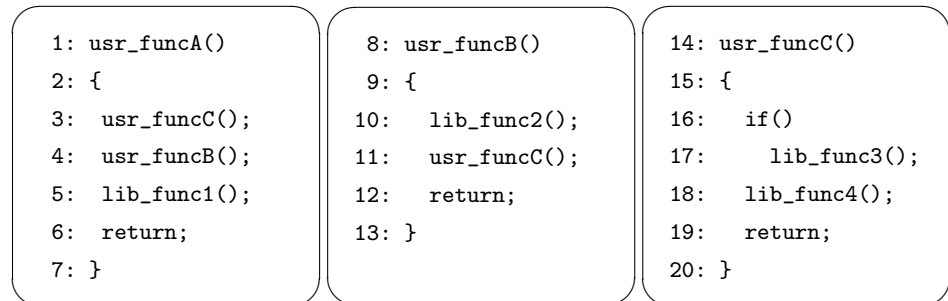 1: usr_funcA()
2: {
3: usr_funcC();
4: usr_funcB();
5: lib_func1();
6: return;
7: }
8: usr_funcB()
9: {
10: lib_func2();
11: usr_funcC();
12: return;
13: }
14: usr_funcC()
15: {
16: if()
17: lib_func3();
18: lib_func4();
19: return;
20: }